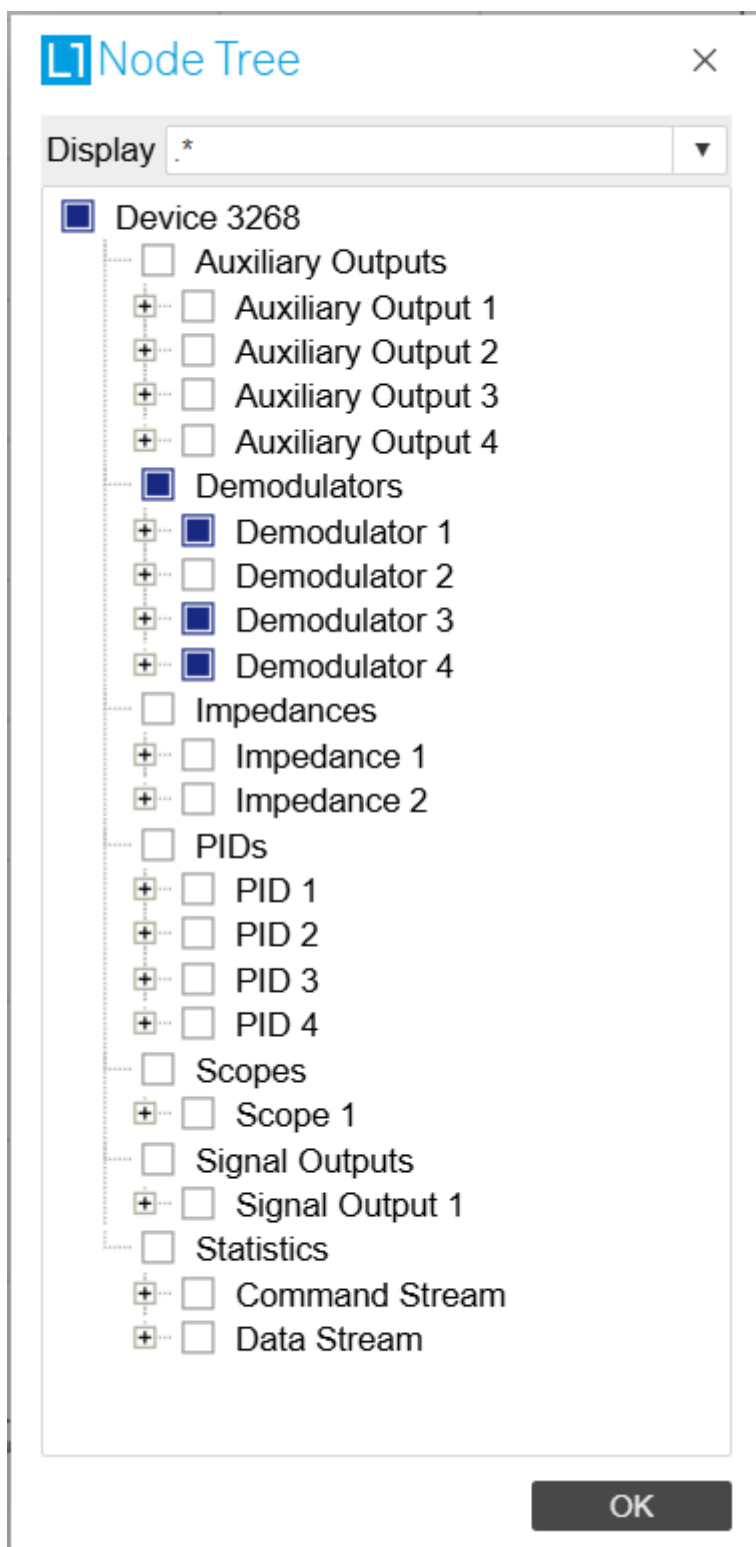 L1 Node Tree
Display .*
Device 3268
Auxiliary Outputs
Auxiliary Output 1
Auxiliary Output 2
Auxiliary Output 3
Auxiliary Output 4
Demodulators
Demodulator 1
Demodulator 2
Demodulator 3
Demodulator 4
Impedances
Impedance 1
Impedance 2
PIDs
PID 1
PID 2
PID 3
PID 4
Scopes
Scope 1
Signal Outputs
Signal Output 1
Statistics
Command Stream
Data Stream
OK